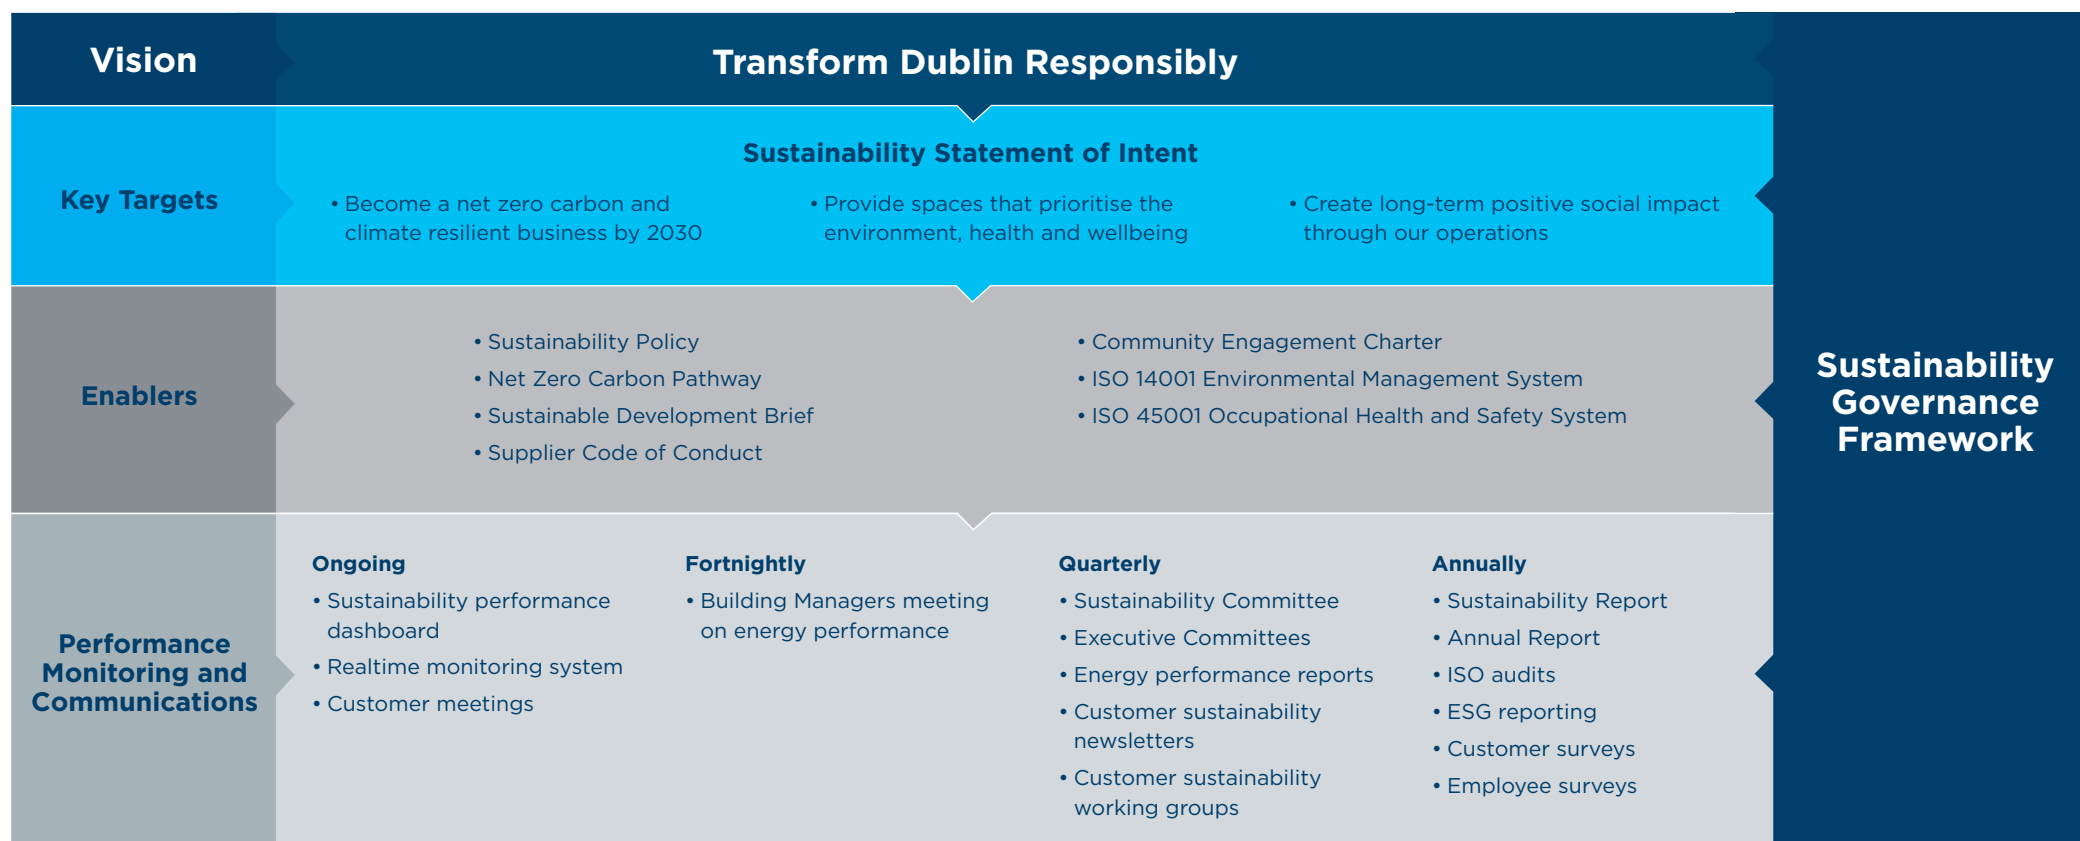 Vision
Transform Dublin Responsibly
Key Targets
Sustainability Statement of Intent
• Become a net zero carbon and
climate resilient business by 2030
• Provide spaces that prioritise the
environment, health and wellbeing
• Create long-term positive social impact
through our operations
Enablers
• Sustainability Policy
• Net Zero Carbon Pathway
• Sustainable Development Brief
• Supplier Code of Conduct
• Community Engagement Charter
• ISO 14001 Environmental Management System
• ISO 45001 Occupational Health and Safety System
Performance
Monitoring and
Communications
Ongoing
• Sustainability performance
dashboard
• Realtime monitoring system
• Customer meetings
Fortnightly
• Building Managers meeting
on energy performance
Quarterly
• Sustainability Committee
• Executive Committees
• Energy performance reports
• Customer sustainability
newsletters
• Customer sustainability
working groups
Annually
• Sustainability Report
• Annual Report
• ISO audits
• ESG reporting
• Customer surveys
• Employee surveys
Sustainability
Governance
Framework